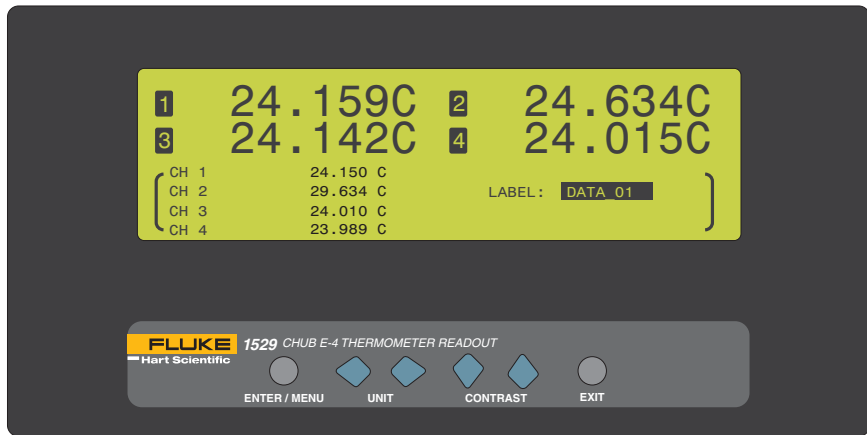 1 24.159C 2 24.634C
3 24.142C 4 24.015C
CH 1 24.150 C
CH 2 29.634 C LABEL: DATA_01
CH 3 24.010 C
CH 4 23.989 C
FLUKE 1529 CHUB E-4 THERMOMETER READOUT
Hart Scientific
ENTER / MENU UNIT CONTRAST EXIT